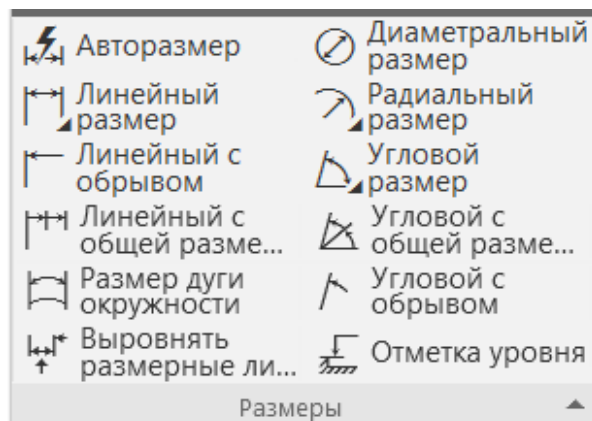 Авторазмер
Диаметральный
размер
Линейный
размер
Радиальный
размер
Линейный с
обрывом
Угловой
размер
Линейный с
общей разме...
Угловой с
общей разме...
Размер дуги
окружности
Угловой с
обрывом
Выровнять
размерные ли...
Отметка уровня
Размеры